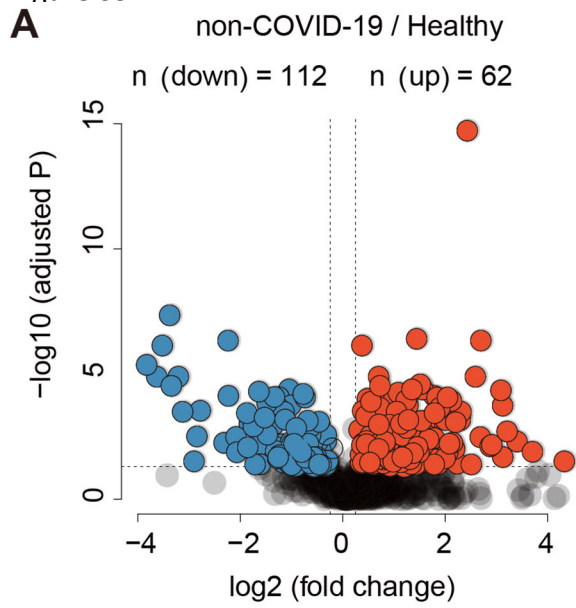 A
non-COVID-19 / Healthy
n (down) = 112 n (up) = 62
15
10
5
0
−log10 (adjusted P)
−4 −2 0 2 4
log2 (fold change)